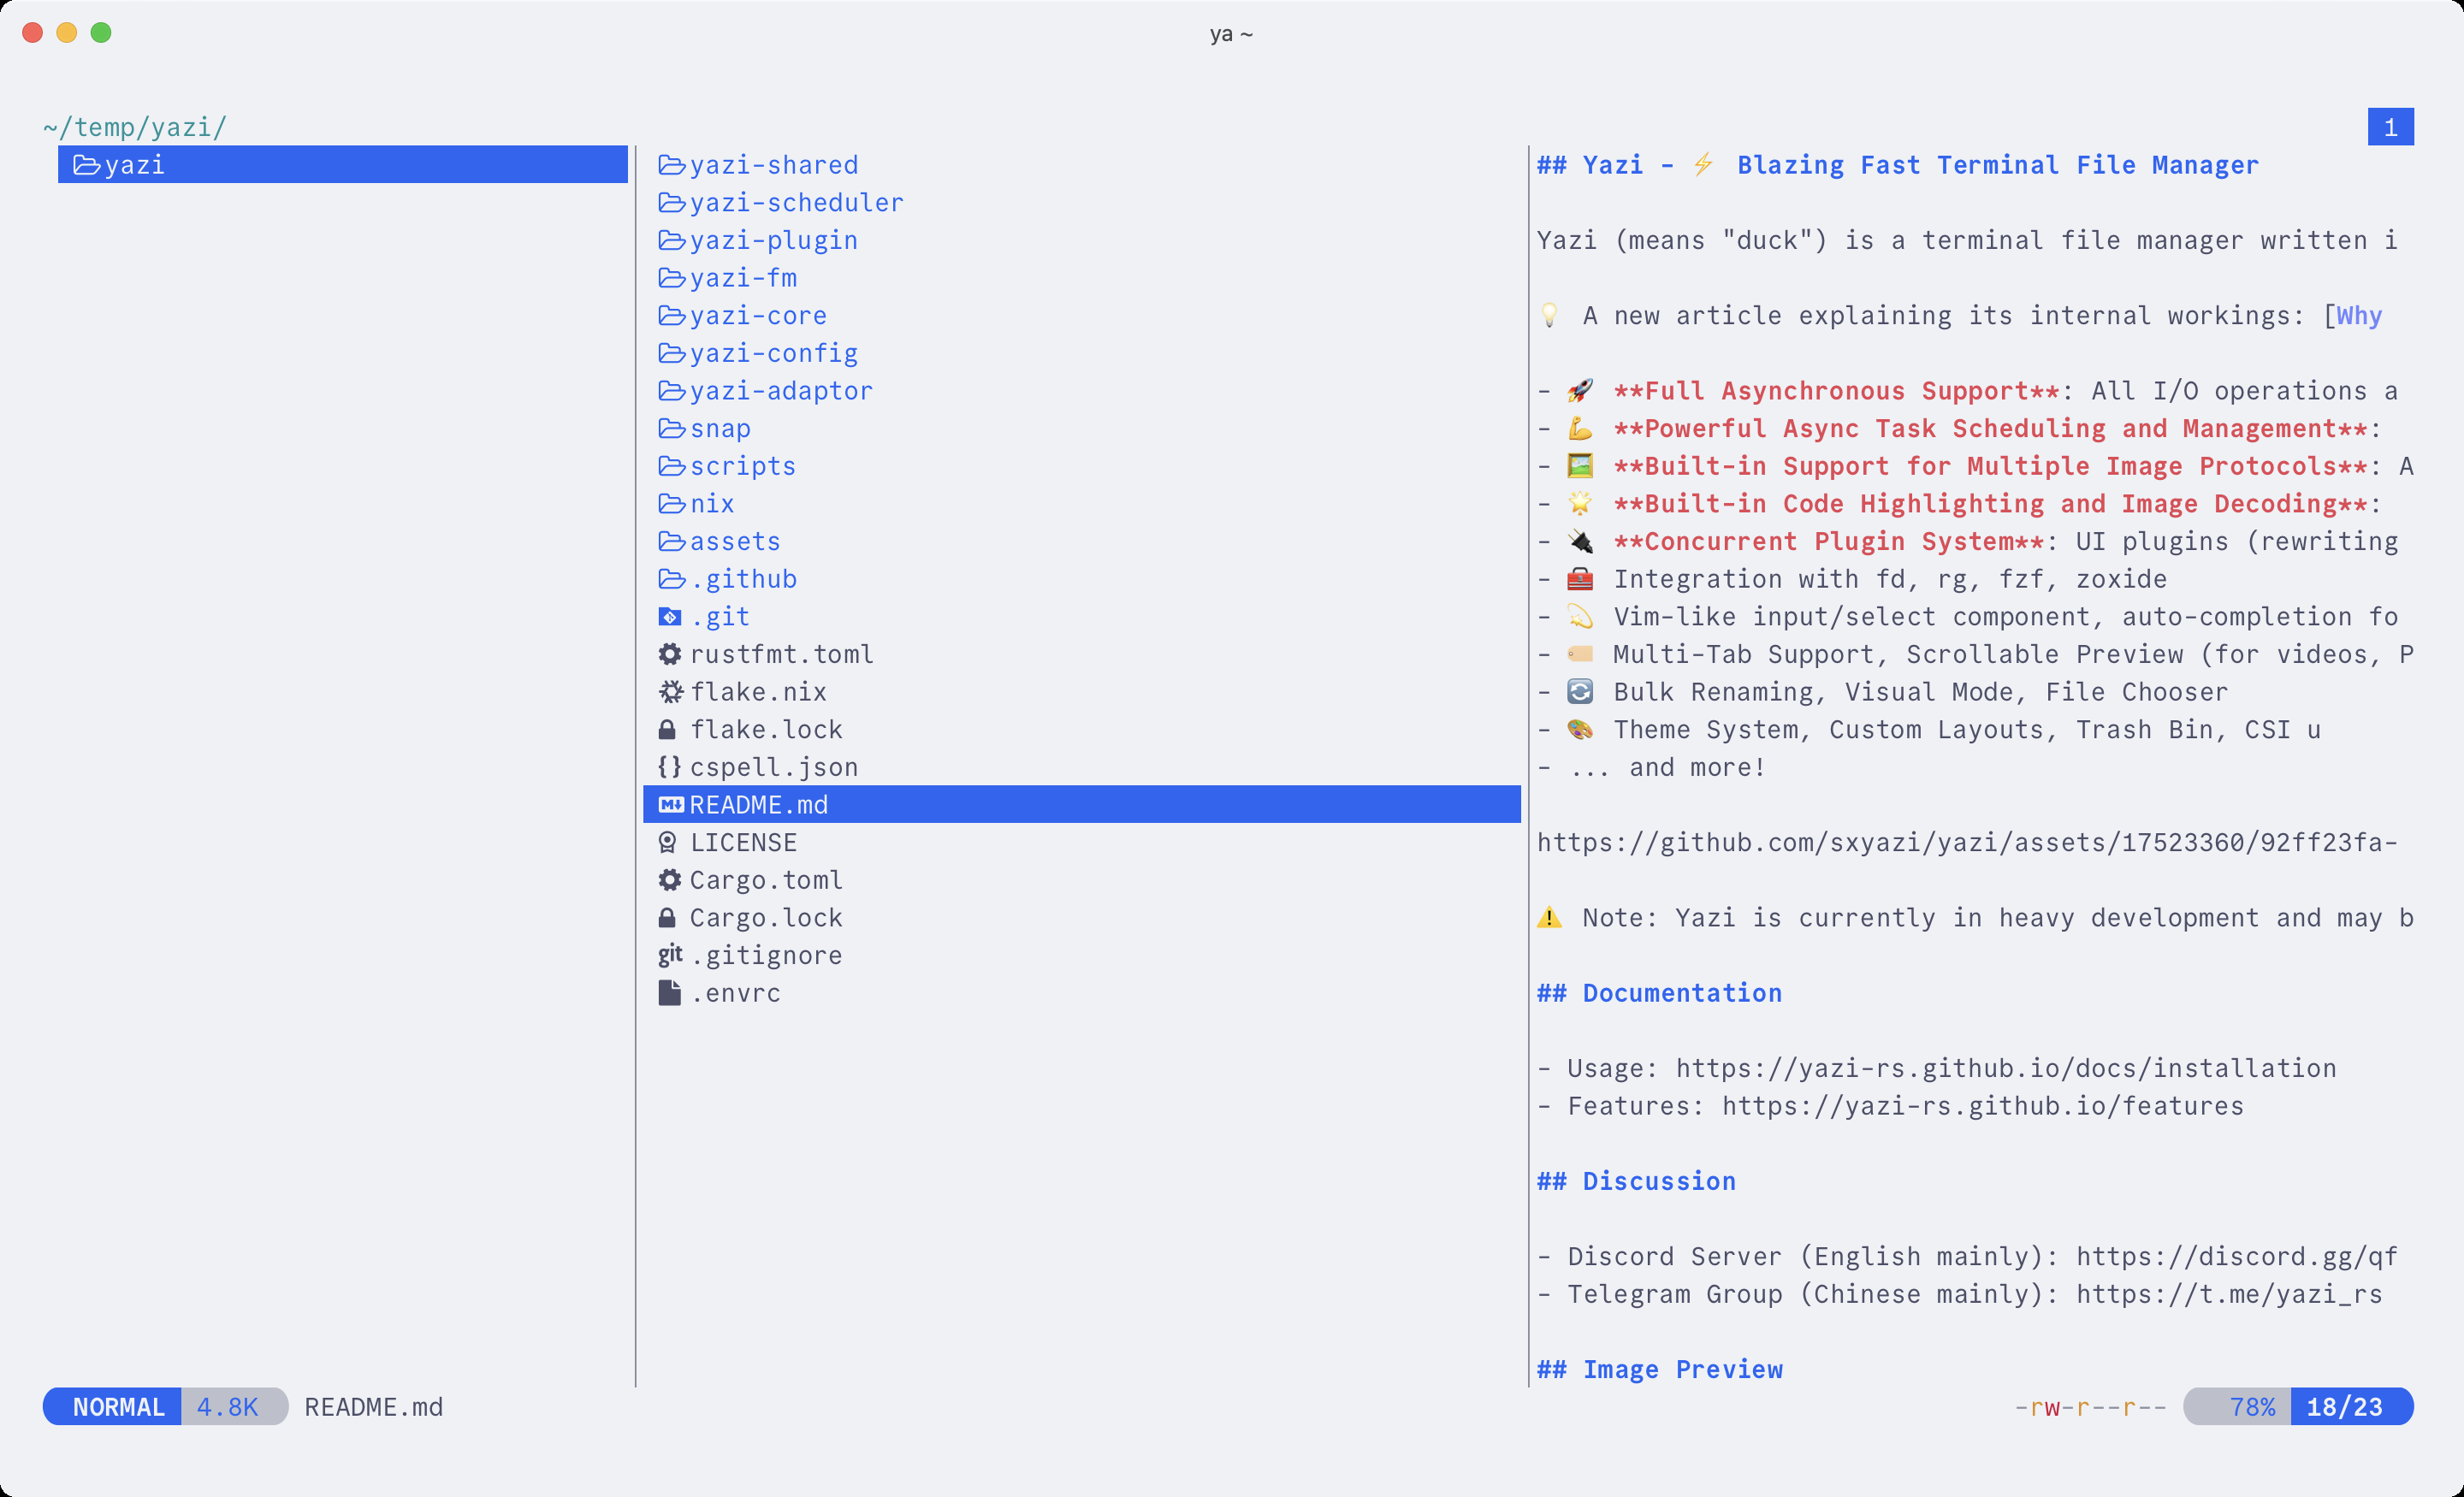 ya ~
~/temp/yazi/
1
yazi
yazi-shared
yazi-scheduler
yazi-plugin
yazi-fm
yazi-core
yazi-config
yazi-adaptor
snap
scripts
nix
assets
.github
.git
rustfmt.toml
flake.nix
flake.lock
{} cspell.json
M↓ README.md
LICENSE
Cargo.toml
Cargo.lock
git .gitignore
.envrc
## Yazi - ⚡ Blazing Fast Terminal File Manager
Yazi (means "duck") is a terminal file manager written i
💡 A new article explaining its internal workings: [Why
- 🚀 **Full Asynchronous Support**: All I/O operations a
- 💪 **Powerful Async Task Scheduling and Management**:
- 🖼️ **Built-in Support for Multiple Image Protocols**: A
- 🌟 **Built-in Code Highlighting and Image Decoding**:
- 🔌 **Concurrent Plugin System**: UI plugins (rewriting
- 🧰 Integration with fd, rg, fzf, zoxide
- 💫 Vim-like input/select component, auto-completion fo
- 🏷️ Multi-Tab Support, Scrollable Preview (for videos, P
- 🔄 Bulk Renaming, Visual Mode, File Chooser
- 🎨 Theme System, Custom Layouts, Trash Bin, CSI u
- ... and more!
https://github.com/sxyazi/yazi/assets/17523360/92ff23fa-
⚠️ Note: Yazi is currently in heavy development and may b
## Documentation
- Usage: https://yazi-rs.github.io/docs/installation
- Features: https://yazi-rs.github.io/features
## Discussion
- Discord Server (English mainly): https://discord.gg/qf
- Telegram Group (Chinese mainly): https://t.me/yazi_rs
## Image Preview
NORMAL 4.8K README.md
-rw-r--r-- 78% 18/23